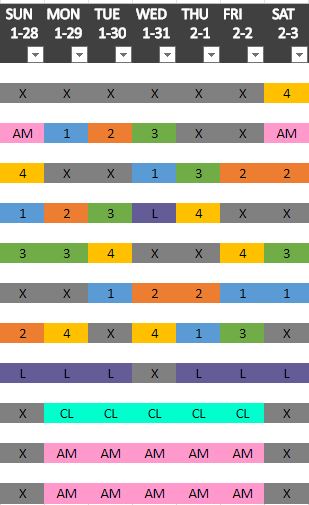 SUN MON TUE WED THU FRI SAT
1-28 1-29 1-30 1-31 2-1 2-2 2-3
X X X X X X 4
AM 1 2 3 X X AM
4 X X 1 3 2 2
1 2 3 L 4 X X
3 3 4 X X 4 3
X X 1 2 2 1 1
2 4 X 4 1 3 X
L L L X L L L
X CL CL CL CL CL X
X AM AM AM AM AM X
X AM AM AM AM AM X